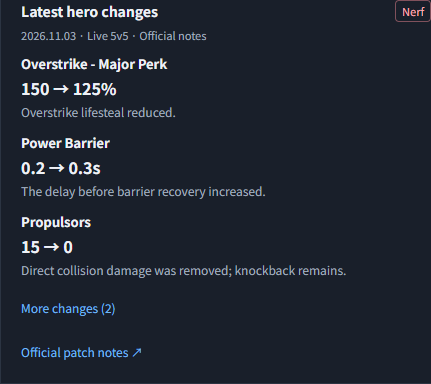 Latest hero changes
Nerf
2026.11.03 · Live 5v5 · Official notes
Overstrike - Major Perk
150 → 125%
Overstrike lifesteal reduced.
Power Barrier
0.2 → 0.3s
The delay before barrier recovery increased.
Propulsors
15 → 0
Direct collision damage was removed; knockback remains.
More changes (2)
Official patch notes ↗